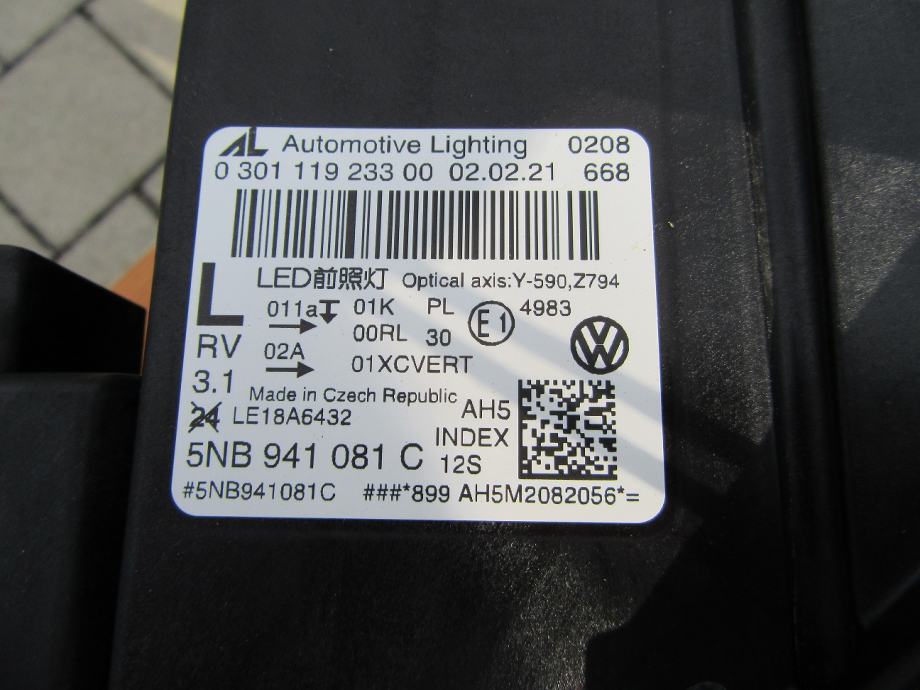 AL Automotive Lighting 0208
0 301 119 233 00 02.02.21 668
L LED前照灯 Optical axis:Y-590,Z794
011a 01K PL E1 4983
00RL 30
RV 02A 01XCVERT VW
3.1 Made in Czech Republic
24 LE18A6432 AH5
INDEX
5NB 941 081 C 12S
#5NB941081C ###*899 AH5M2082056*=